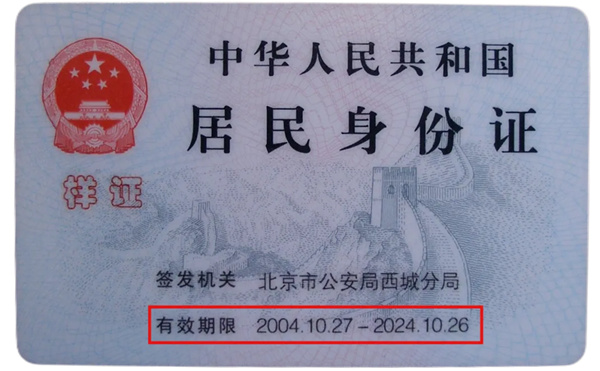 中华人民共和国
居民身份证
样证
签发机关 北京市公安局西城分局
有效期限 2004.10.27-2024.10.26